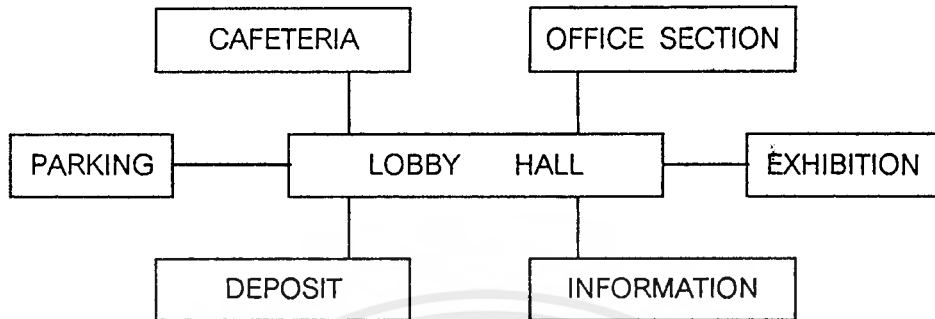 CAFETERIA
OFFICE SECTION
PARKING
LOBBY HALL
EXHIBITION
DEPOSIT
INFORMATION